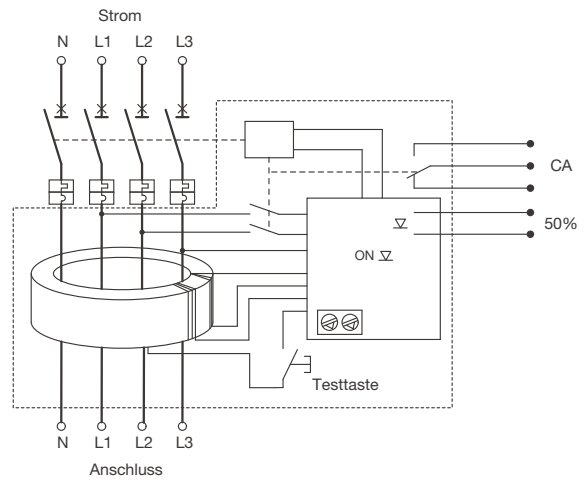 Strom
N L1 L2 L3
CA
50%
ON
Testtaste
N L1 L2 L3
Anschluss